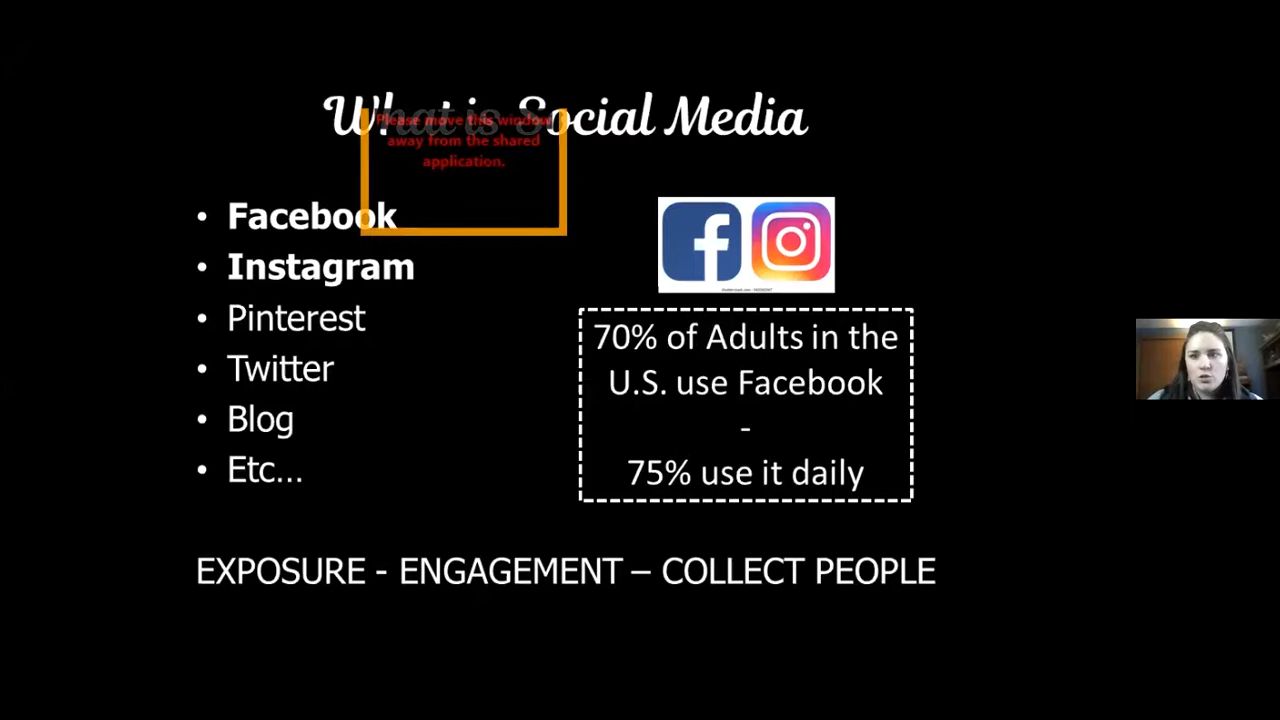 What is Social Media
Please move this window
away from the shared
application.
• Facebook
• Instagram
• Pinterest
• Twitter
• Blog
• Etc...
70% of Adults in the
U.S. use Facebook
-
75% use it daily
EXPOSURE - ENGAGEMENT – COLLECT PEOPLE